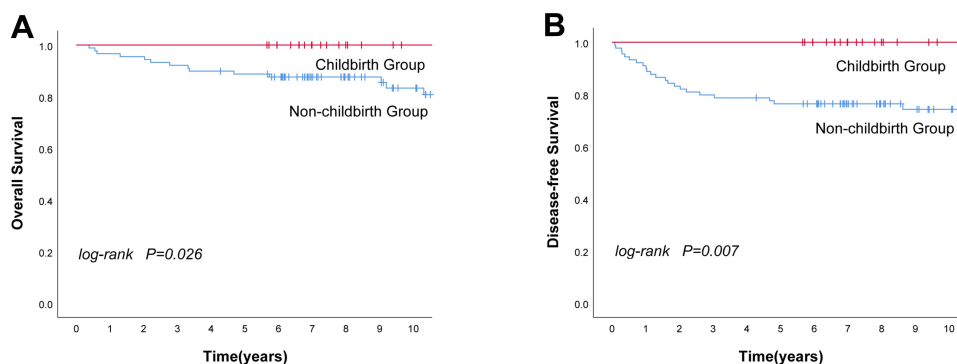 A
Overall Survival
1.0
0.8
0.6
0.4
0.2
0.0
Childbirth Group
Non-childbirth Group
log-rank P=0.026
0 1 2 3 4 5 6 7 8 9 10
Time(years)
B
Disease-free Survival
1.0
0.8
0.6
0.4
0.2
0.0
Childbirth Group
Non-childbirth Group
log-rank P=0.007
0 1 2 3 4 5 6 7 8 9 10
Time(years)